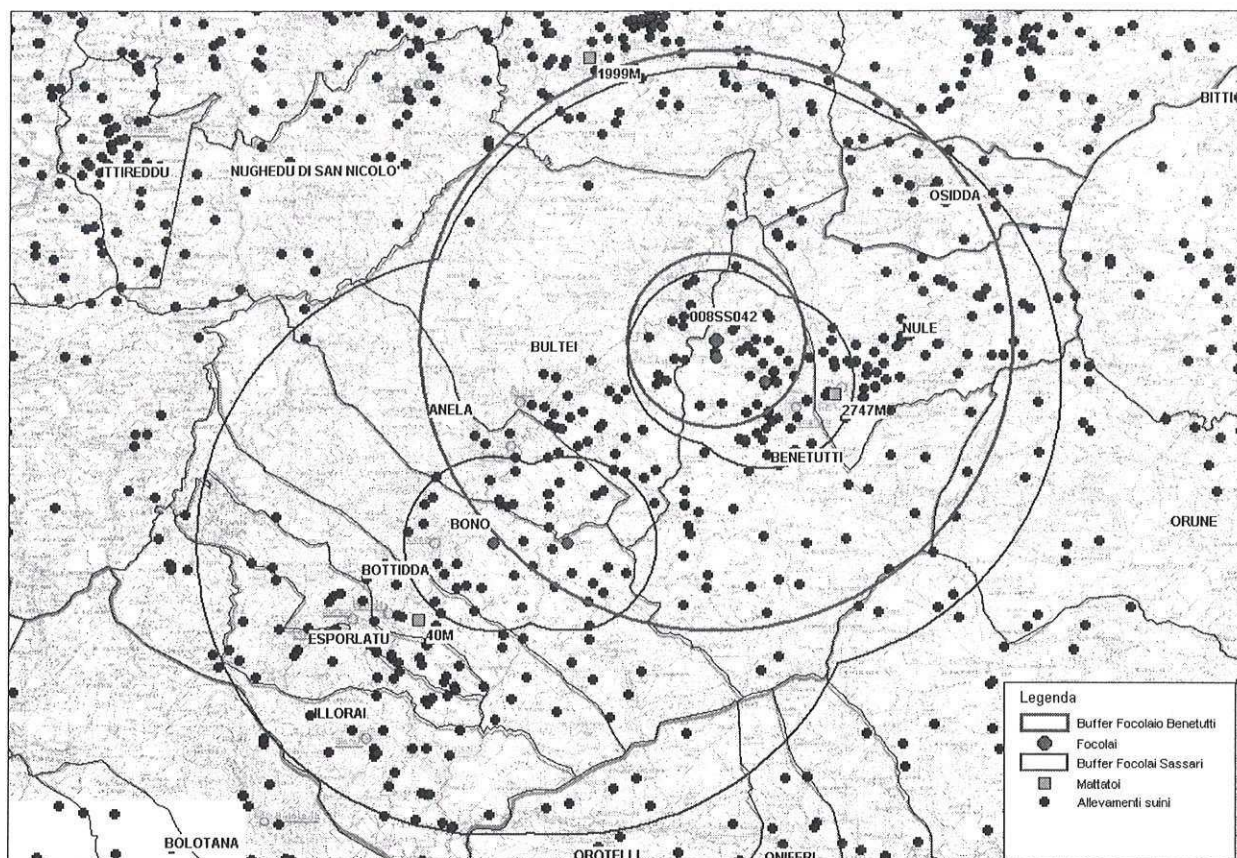 1999M
BITTI
ITTIREDDU
NUGHEDU DI SAN NICOLO'
OSIDDA
008SS042
NULE
BULTEI
ANELA
2747M
BENETUTTI
BONO
ORUNE
BOTTIDDA
ESPORLATU
40M
ILLORAI
BOLOTANA
OROTELLI
ONIFERI
Legenda
Buffer Focolaio Benetutti
Focolai
Buffer Focolai Sassari
Mattatoi
Allevamenti suini